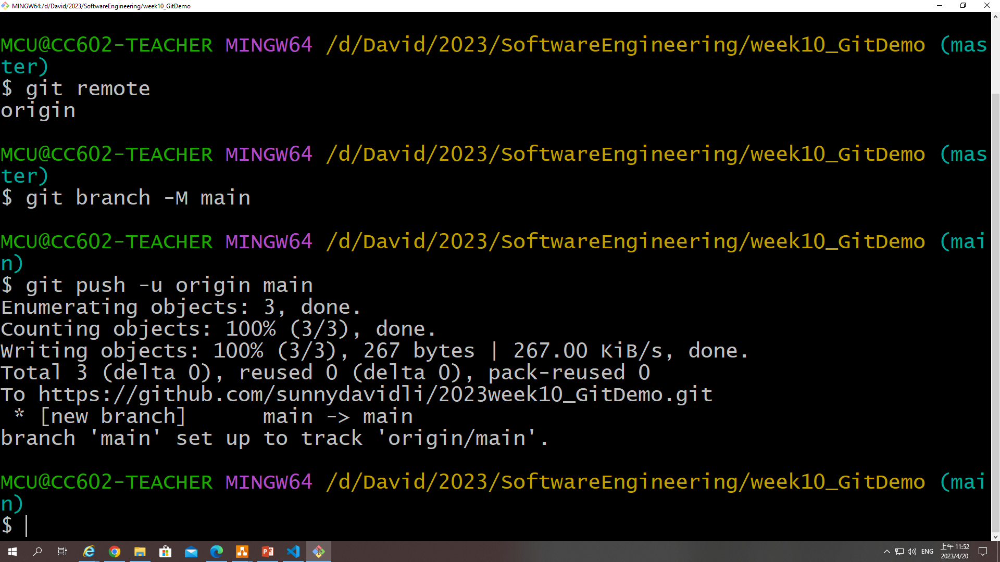 MINGW64:/d/David/2023/SoftwareEngineering/week10_GitDemo
MCU@CC602-TEACHER MINGW64 /d/David/2023/SoftwareEngineering/week10_GitDemo (mas
ter)
$ git remote
origin
MCU@CC602-TEACHER MINGW64 /d/David/2023/SoftwareEngineering/week10_GitDemo (mas
ter)
$ git branch -M main
MCU@CC602-TEACHER MINGW64 /d/David/2023/SoftwareEngineering/week10_GitDemo (mai
n)
$ git push -u origin main
Enumerating objects: 3, done.
Counting objects: 100% (3/3), done.
Writing objects: 100% (3/3), 267 bytes | 267.00 KiB/s, done.
Total 3 (delta 0), reused 0 (delta 0), pack-reused 0
To https://github.com/sunnydavidli/2023week10_GitDemo.git
 * [new branch]      main -> main
branch 'main' set up to track 'origin/main'.
MCU@CC602-TEACHER MINGW64 /d/David/2023/SoftwareEngineering/week10_GitDemo (mai
n)
$
ENG
上午 11:52
2023/4/20